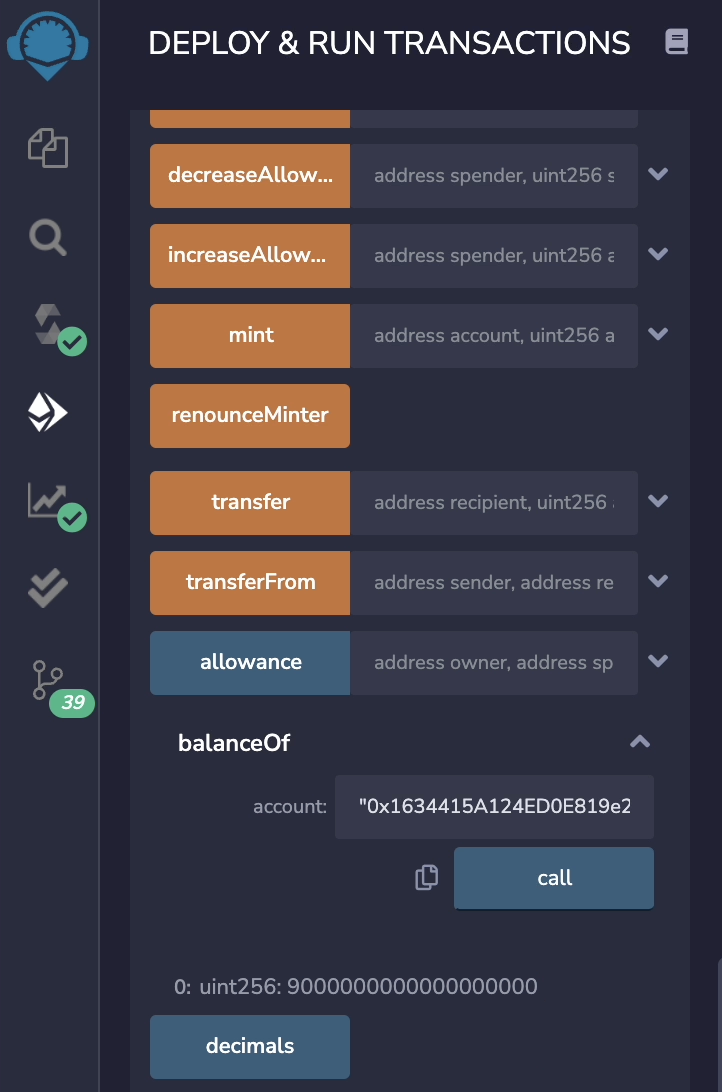 DEPLOY & RUN TRANSACTIONS
decreaseAllow... address spender, uint256 s
increaseAllow... address spender, uint256 a
mint address account, uint256 a
renounceMinter
transfer address recipient, uint256
transferFrom address sender, address re
allowance address owner, address sp
39
balanceOf
account: "0x1634415A124ED0E819e2
call
0: uint256: 9000000000000000000
decimals